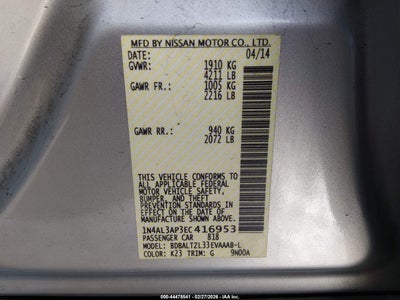 MFD BY NISSAN MOTOR CO., LTD.
DATE: 04/14
GVWR: 1910 KG
4211 LB
GAWR FR: 1005 KG
2216 LB
GAWR RR: 940 KG
2072 LB
THIS VEHICLE CONFORMS TO
ALL APPLICABLE FEDERAL
MOTOR VEHICLE SAFETY,
BUMPER, AND THEFT
PREVENTION STANDARDS IN
EFFECT ON THE DATE OF
MANUFACTURE SHOWN ABOVE.
1N4AL3AP3EC416953
PASSENGER CAR 818
MODEL: BDBALTZL33EVAAAB-L
COLOR: K23 TRIM: G 9N00A
000-44478541 - 02/27/2026 - IAAI.COM